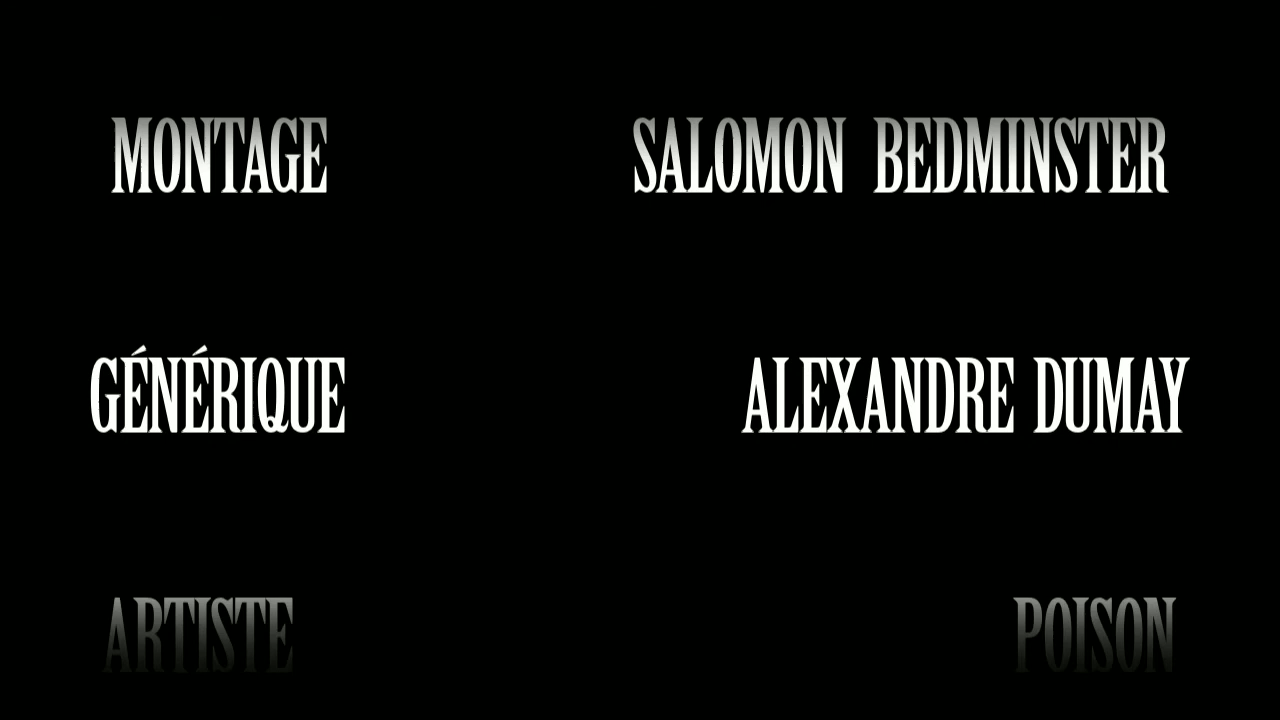 MONTAGE SALOMON BEDMINSTER
GÉNÉRIQUE ALEXANDRE DUMAY
ARTISTE POISON